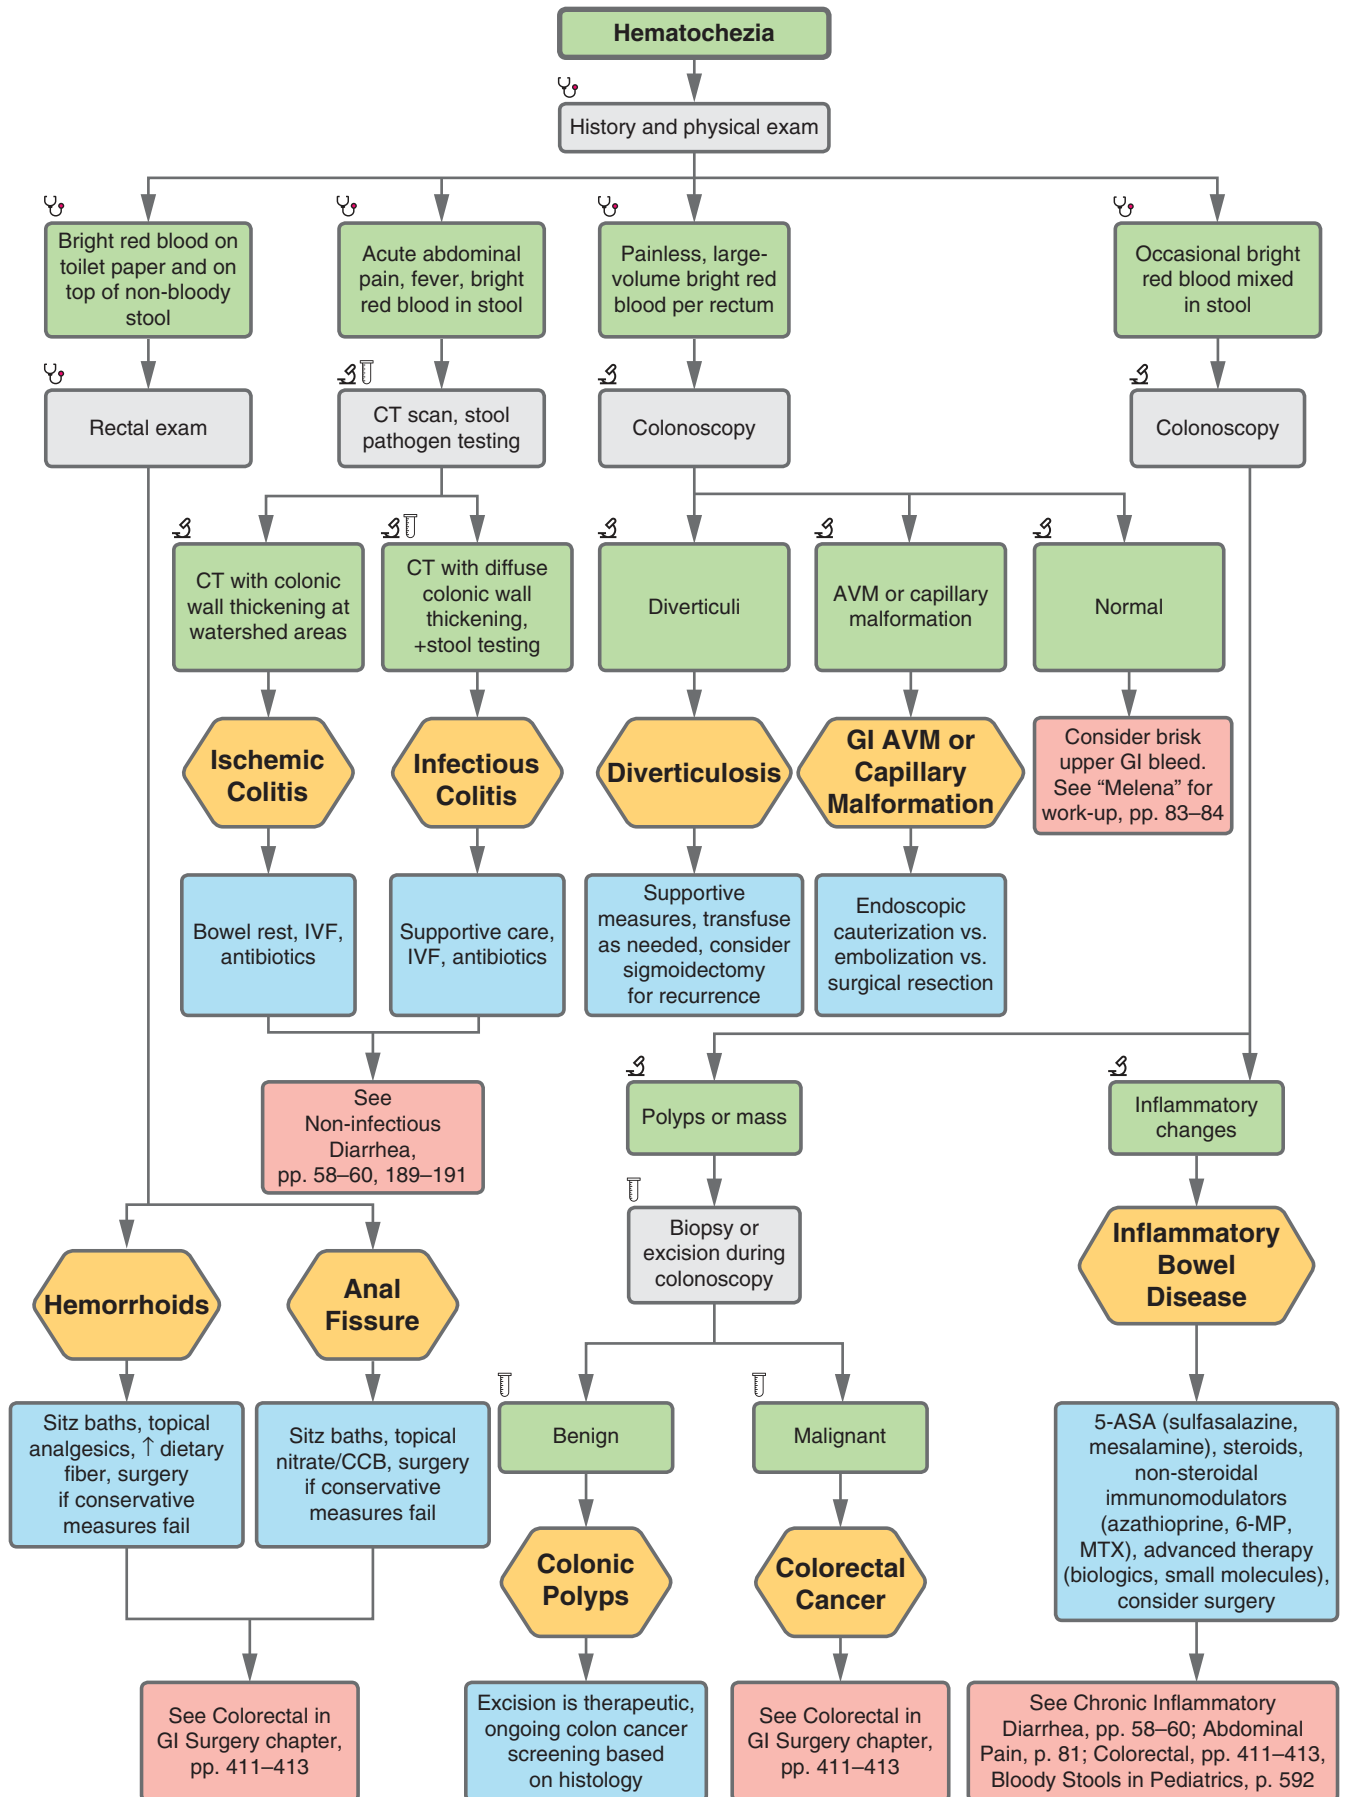 Hematochezia
History and physical exam
Bright red blood on
toilet paper and on
top of non-bloody
stool
Acute abdominal
pain, fever, bright
red blood in stool
Painless, large-
volume bright red
blood per rectum
Occasional bright
red blood mixed
in stool
Rectal exam
CT scan, stool
pathogen testing
Colonoscopy
Colonoscopy
CT with colonic
wall thickening at
watershed areas
CT with diffuse
colonic wall
thickening,
+stool testing
Diverticuli
AVM or capillary
malformation
Normal
Ischemic
Colitis
Infectious
Colitis
Diverticulosis
GI AVM or
Capillary
Malformation
Consider brisk
upper GI bleed.
See “Melena” for
work-up, pp. 83–84
Bowel rest, IVF,
antibiotics
Supportive care,
IVF, antibiotics
Supportive
measures, transfuse
as needed, consider
sigmoidectomy
for recurrence
Endoscopic
cauterization vs.
embolization vs.
surgical resection
See
Non-infectious
Diarrhea,
pp. 58–60, 189–191
Polyps or mass
Inflammatory
changes
Biopsy or
excision during
colonoscopy
Hemorrhoids
Anal
Fissure
Inflammatory
Bowel
Disease
Sitz baths, topical
analgesics, ↑ dietary
fiber, surgery
if conservative
measures fail
Sitz baths, topical
nitrate/CCB, surgery
if conservative
measures fail
Benign
Malignant
5-ASA (sulfasalazine,
mesalamine), steroids,
non-steroidal
immunomodulators
(azathioprine, 6-MP,
MTX), advanced therapy
(biologics, small molecules),
consider surgery
Colonic
Polyps
Colorectal
Cancer
See Colorectal in
GI Surgery chapter,
pp. 411–413
Excision is therapeutic,
ongoing colon cancer
screening based
on histology
See Colorectal in
GI Surgery chapter,
pp. 411–413
See Chronic Inflammatory
Diarrhea, pp. 58–60; Abdominal
Pain, p. 81; Colorectal, pp. 411–413,
Bloody Stools in Pediatrics, p. 592